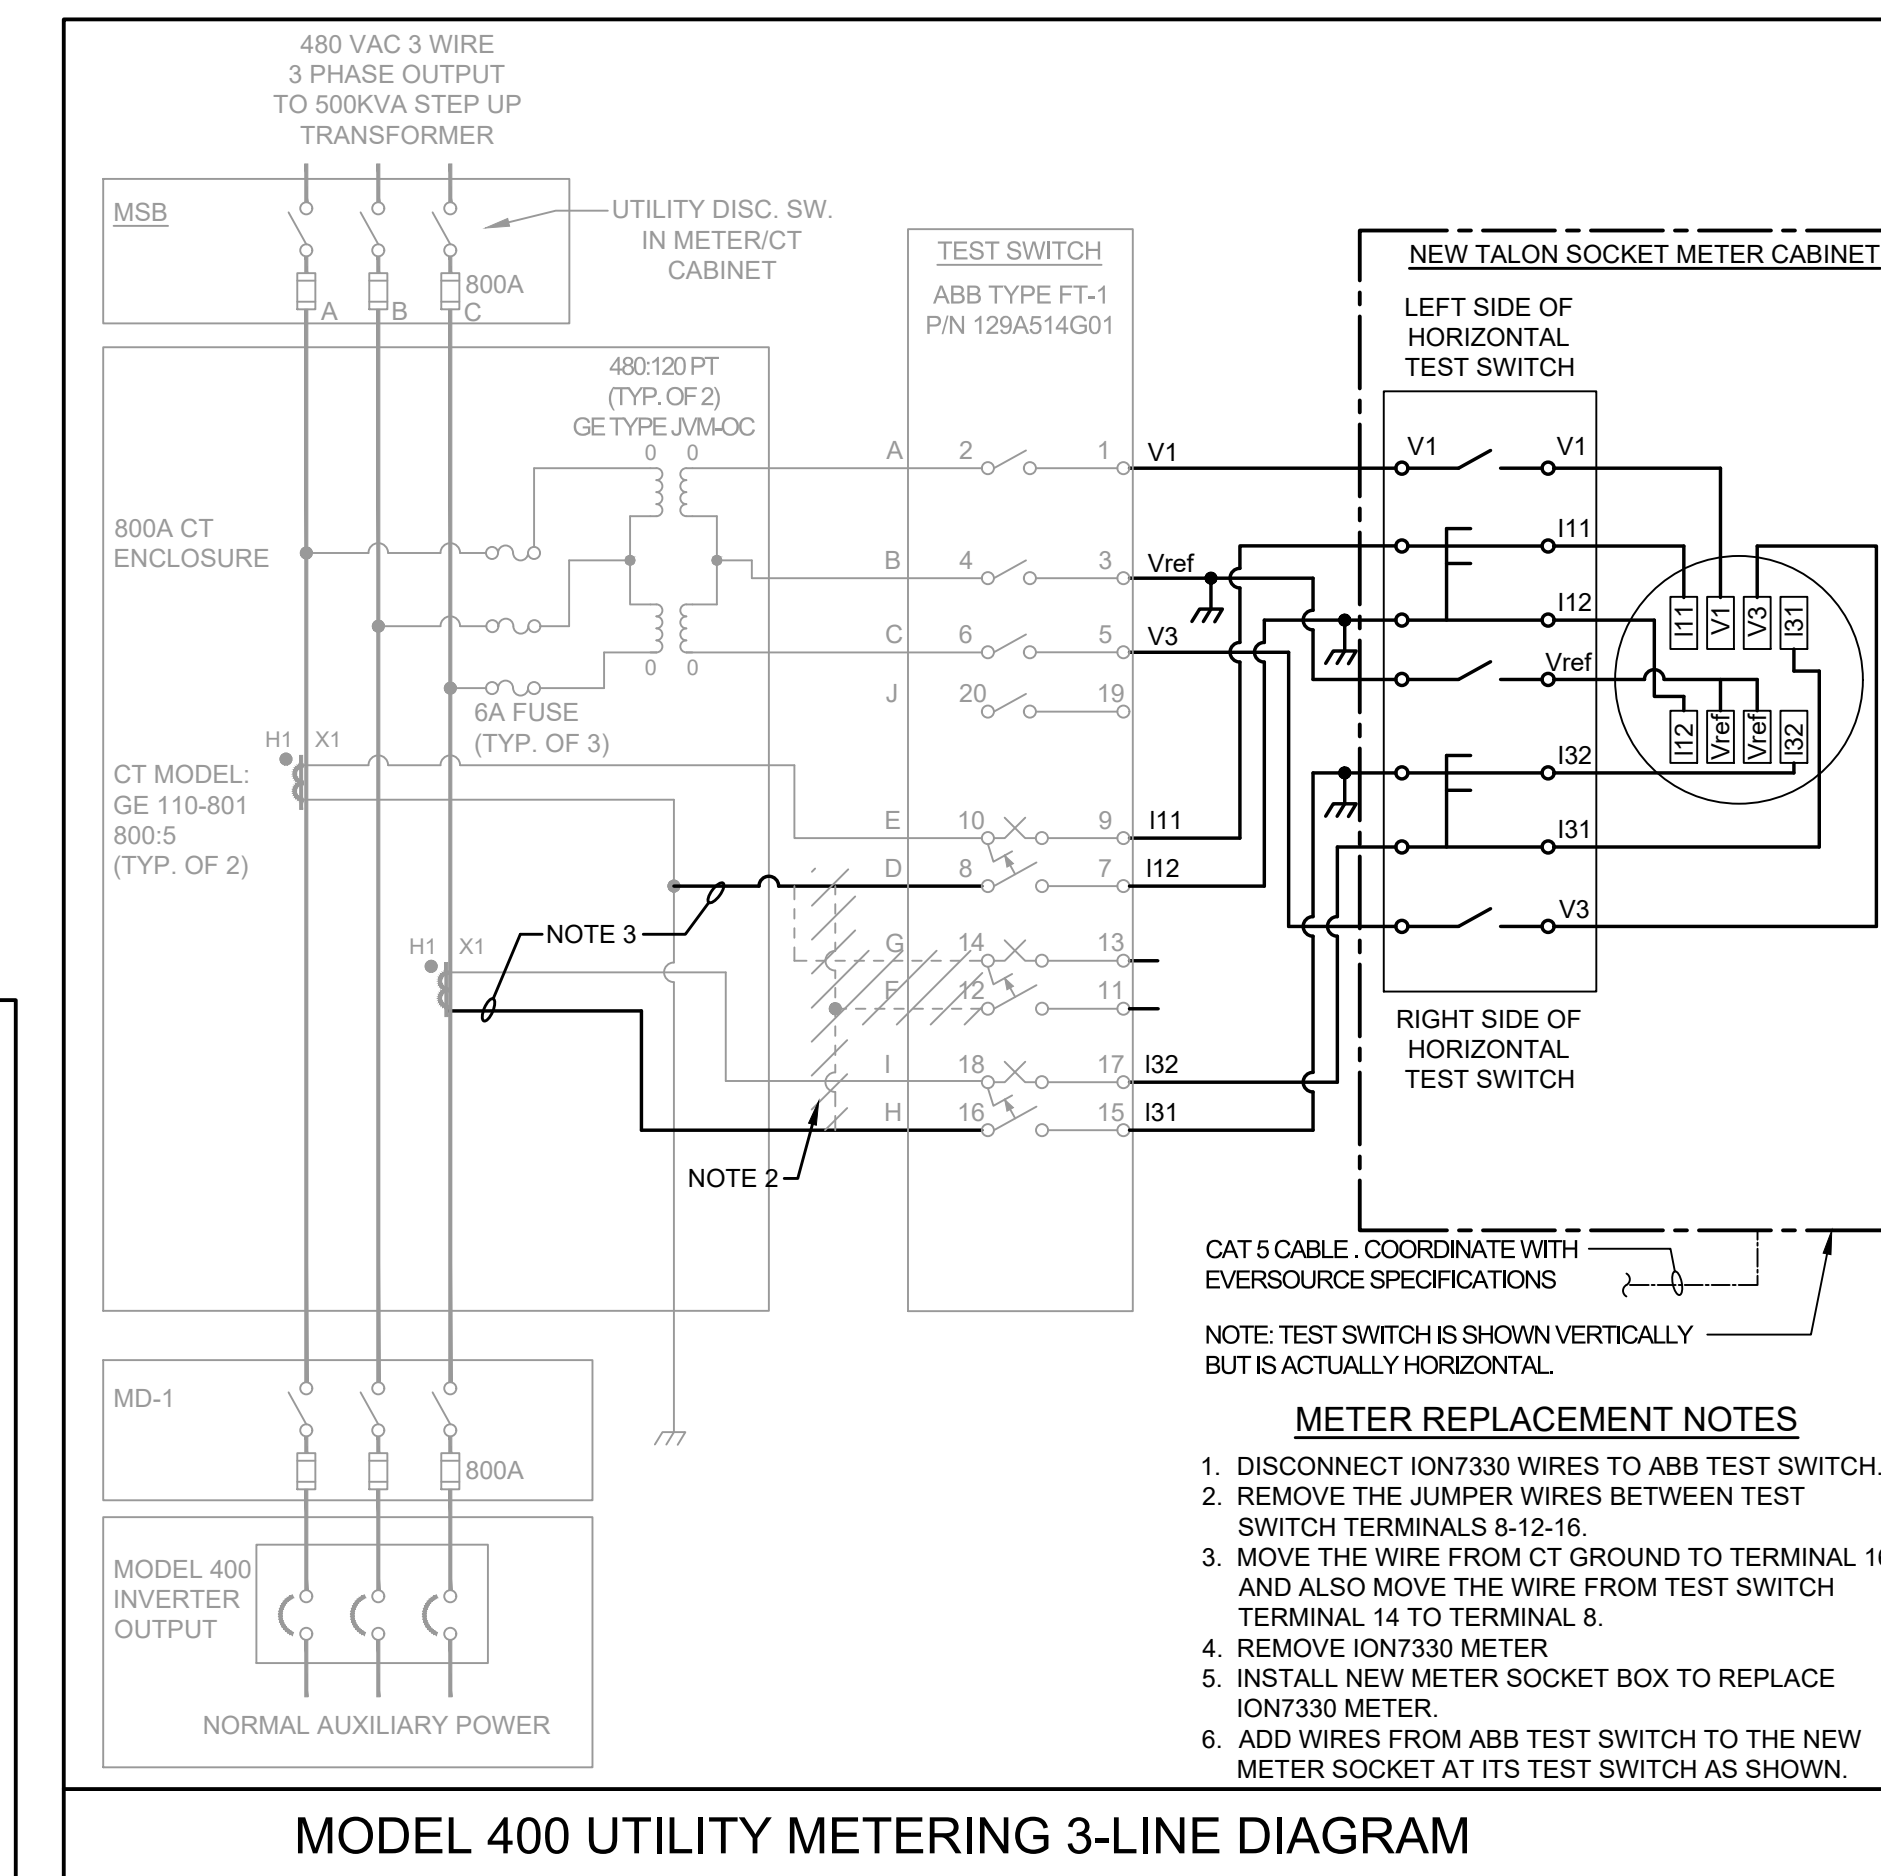 480 VAC 3 WIRE
3 PHASE OUTPUT
TO 500KVA STEP UP
TRANSFORMER
MSB
UTILITY DISC. SW.
IN METER/CT
CABINET
800A
A
B
C
480:120 PT
(TYP. OF 2)
GE TYPE JVM-OC
0 0
800A CT
ENCLOSURE
0 0
6A FUSE
(TYP. OF 3)
H1 X1
CT MODEL:
GE 110-801
800:5
(TYP. OF 2)
NOTE 3
H1 X1
NOTE 2
TEST SWITCH
ABB TYPE FT-1
P/N 129A514G01
A 2 1 V1
B 4 3 Vref
C 6 5 V3
J 20 19
E 10 9 I11
D 8 7 I12
G 14 13
F 12 11
I 18 17 I32
H 16 15 I31
NEW TALON SOCKET METER CABINET
LEFT SIDE OF
HORIZONTAL
TEST SWITCH
V1 V1
I11
I12
Vref
I32
I31
V3
I11 V1 V3 I31
I12 Vref Vref I32
RIGHT SIDE OF
HORIZONTAL
TEST SWITCH
CAT 5 CABLE . COORDINATE WITH
EVERSOURCE SPECIFICATIONS
NOTE: TEST SWITCH IS SHOWN VERTICALLY
BUT IS ACTUALLY HORIZONTAL.
MD-1
800A
MODEL 400
INVERTER
OUTPUT
NORMAL AUXILIARY POWER
METER REPLACEMENT NOTES
1. DISCONNECT ION7330 WIRES TO ABB TEST SWITCH.
2. REMOVE THE JUMPER WIRES BETWEEN TEST
SWITCH TERMINALS 8-12-16.
3. MOVE THE WIRE FROM CT GROUND TO TERMINAL 16
AND ALSO MOVE THE WIRE FROM TEST SWITCH
TERMINAL 14 TO TERMINAL 8.
4. REMOVE ION7330 METER
5. INSTALL NEW METER SOCKET BOX TO REPLACE
ION7330 METER.
6. ADD WIRES FROM ABB TEST SWITCH TO THE NEW
METER SOCKET AT ITS TEST SWITCH AS SHOWN.
MODEL 400 UTILITY METERING 3-LINE DIAGRAM